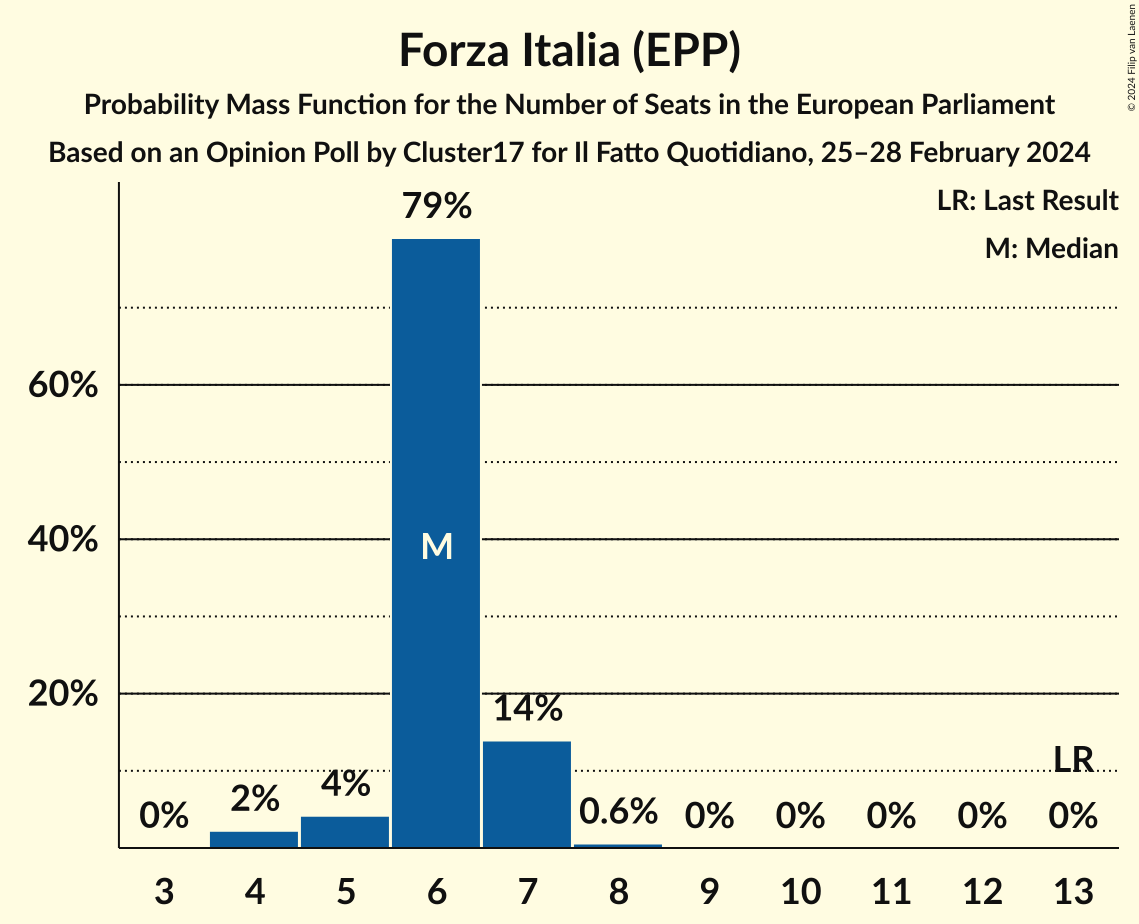 Forza Italia (EPP)
Probability Mass Function for the Number of Seats in the European Parliament
Based on an Opinion Poll by Cluster17 for Il Fatto Quotidiano, 25–28 February 2024
© 2024 Filip van Laenen
LR: Last Result
M: Median
79%
60%
40%
M
20%
14%
LR
0% 2% 4% 0.6% 0% 0% 0% 0% 0%
3 4 5 6 7 8 9 10 11 12 13